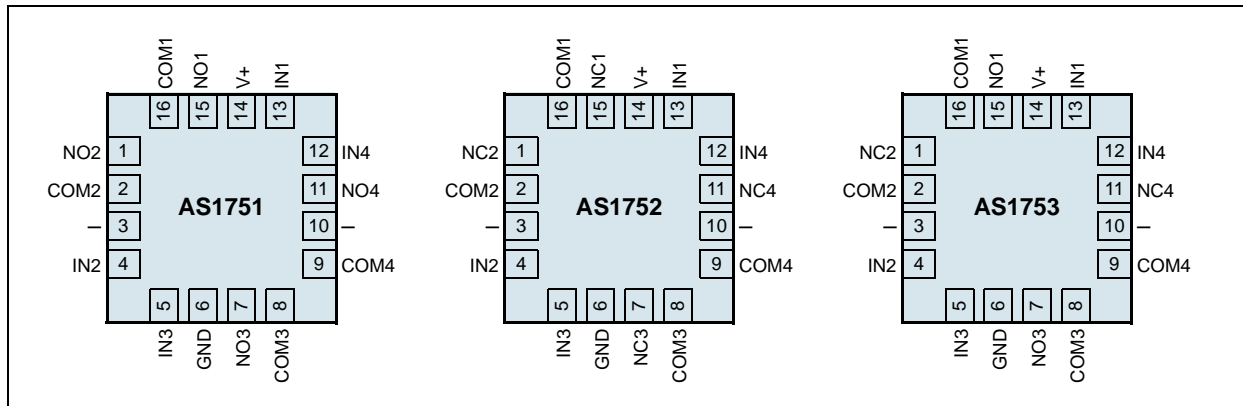 COM1 NO1 V+ IN1
16 15 14 13
NO2 1 12 IN4
COM2 2 11 NO4
AS1751
– 3 10 –
IN2 4 9 COM4
5 6 7 8
IN3 GND NO3 COM3
COM1 NC1 V+ IN1
16 15 14 13
NC2 1 12 IN4
COM2 2 11 NC4
AS1752
– 3 10 –
IN2 4 9 COM4
5 6 7 8
IN3 GND NC3 COM3
COM1 NO1 V+ IN1
16 15 14 13
NC2 1 12 IN4
COM2 2 11 NC4
AS1753
– 3 10 –
IN2 4 9 COM4
5 6 7 8
IN3 GND NO3 COM3